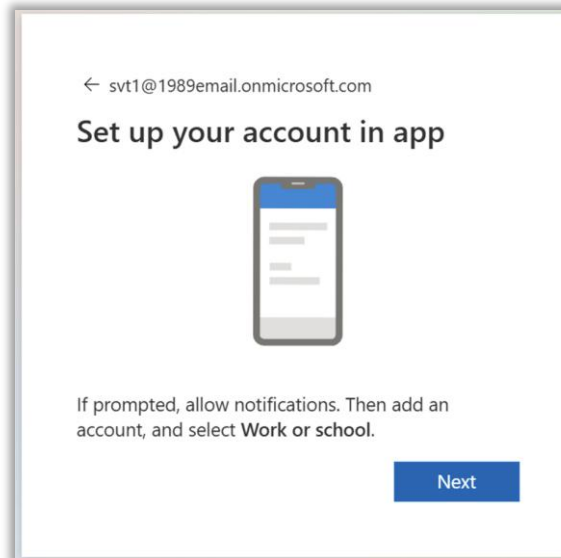 ← svt1@1989email.onmicrosoft.com
Set up your account in app
If prompted, allow notifications. Then add an
account, and select Work or school.
Next